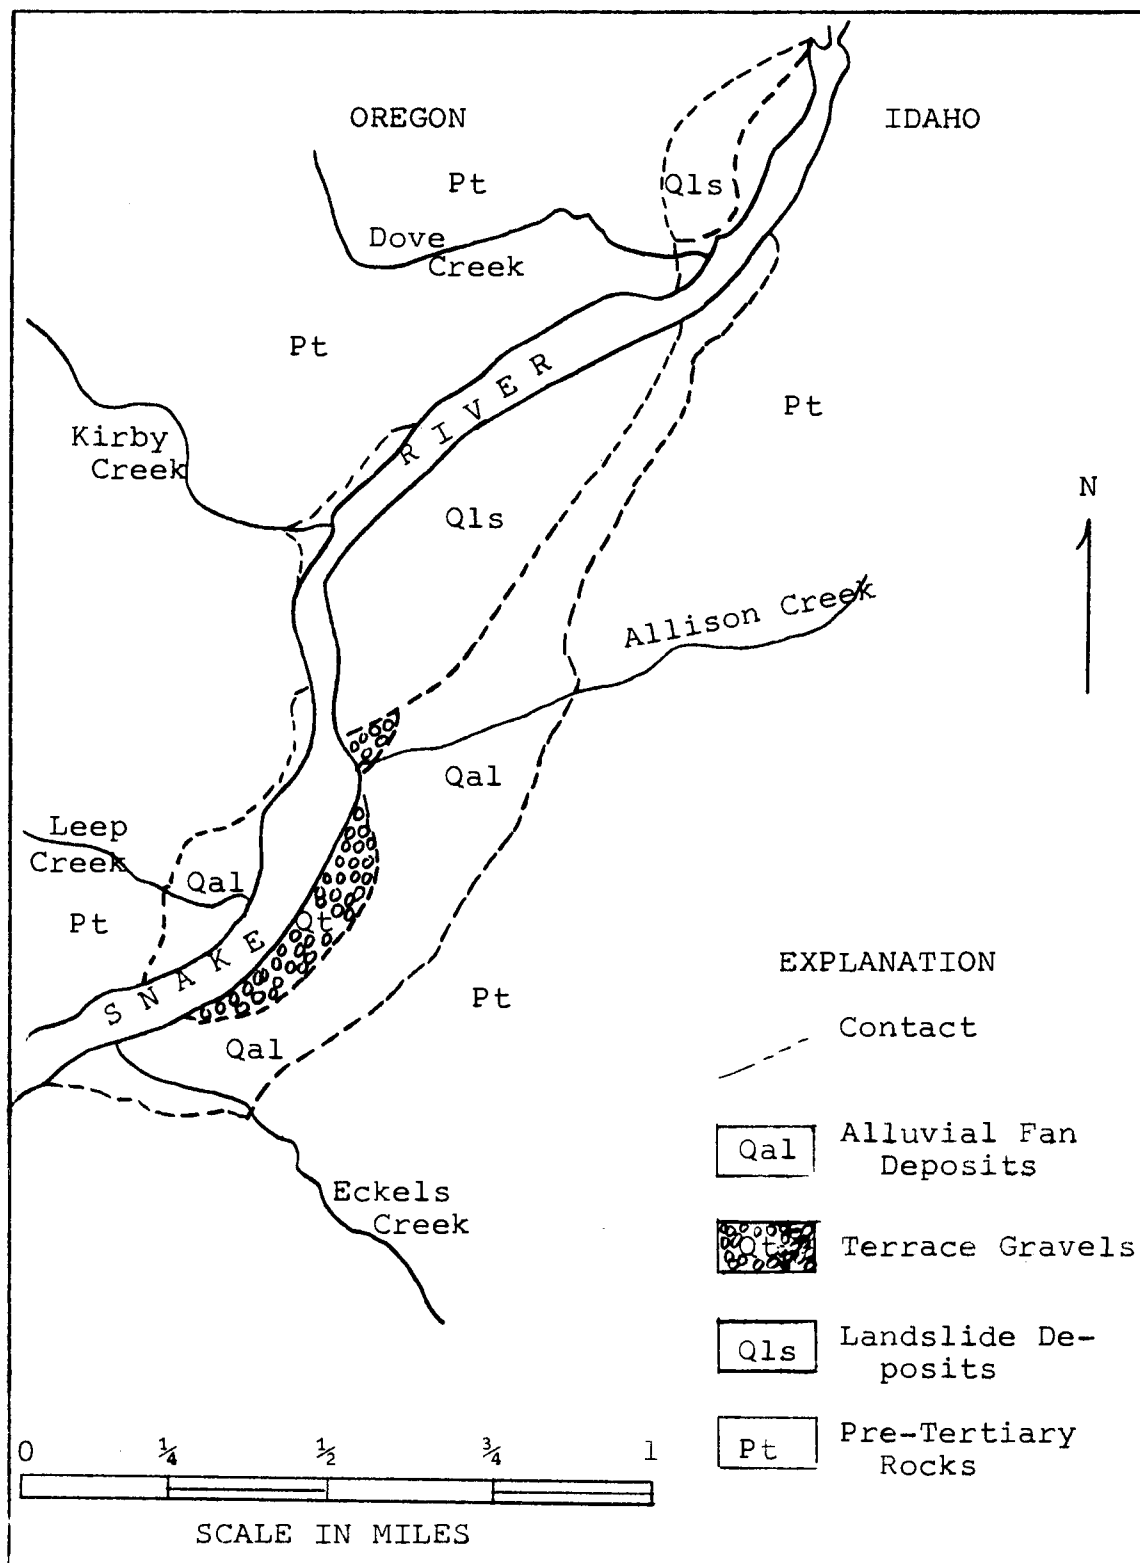 OREGON
IDAHO
Pt
Qls
Dove
Creek
Pt
RIVER
Pt
Kirby
Creek
N
Qls
Allison Creek
Qal
Leep
Creek
Qal
Pt
Qt
SNAKE
EXPLANATION
Pt
Contact
Qal
Qal
Alluvial Fan
Deposits
Eckels
Creek
Qt
Terrace Gravels
Qls
Landslide De-
posits
Pt
Pre-Tertiary
Rocks
0 ¼ ½ ¾ 1
SCALE IN MILES